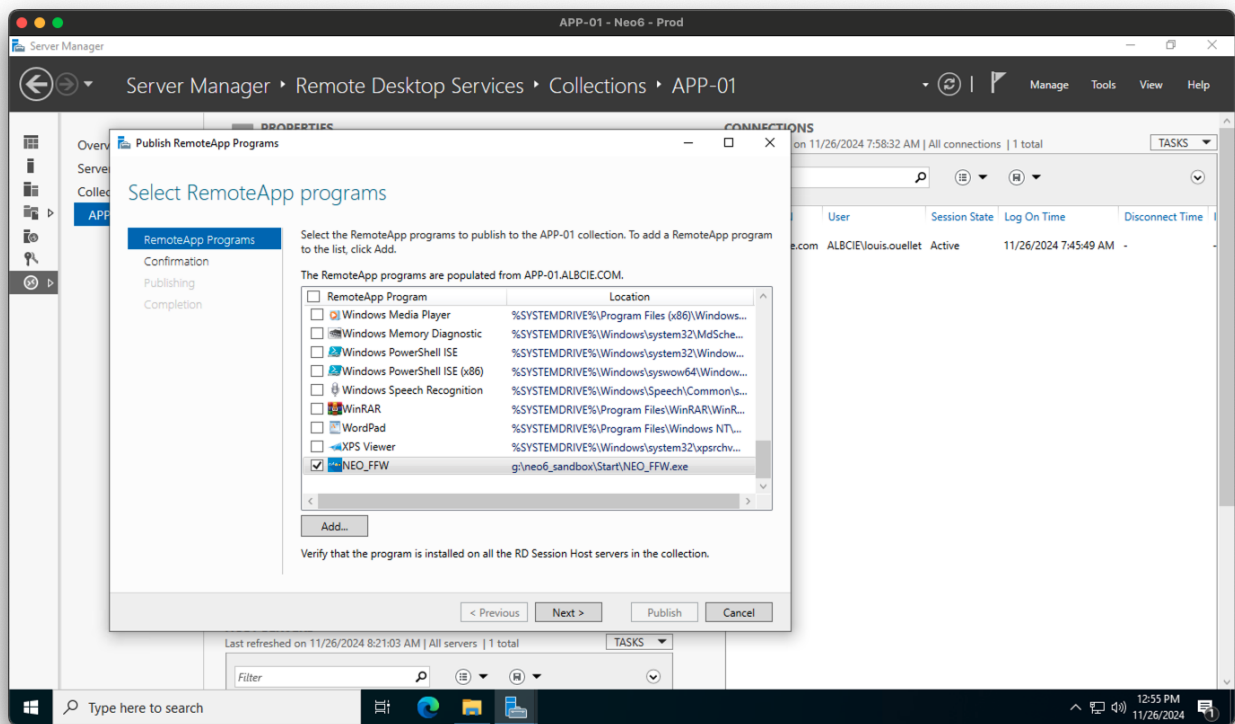 APP-01 - Neo6 - Prod
Server Manager
Server Manager ‣ Remote Desktop Services ‣ Collections ‣ APP-01
Manage Tools View Help
PROPERTIES
CONNECTIONS
on 11/26/2024 7:58:32 AM | All connections | 1 total
TASKS
User Session State Log On Time Disconnect Time
e.com ALBCIE\louis.ouellet Active 11/26/2024 7:45:49 AM -
Overv
Server
Collec
APP
Publish RemoteApp Programs
Select RemoteApp programs
RemoteApp Programs
Confirmation
Publishing
Completion
Select the RemoteApp programs to publish to the APP-01 collection. To add a RemoteApp program
to the list, click Add.
The RemoteApp programs are populated from APP-01.ALBCIE.COM.
RemoteApp Program Location
Windows Media Player %SYSTEMDRIVE%\Program Files (x86)\Windows...
Windows Memory Diagnostic %SYSTEMDRIVE%\Windows\system32\MdSche...
Windows PowerShell ISE %SYSTEMDRIVE%\Windows\system32\Window...
Windows PowerShell ISE (x86) %SYSTEMDRIVE%\Windows\syswow64\Window...
Windows Speech Recognition %SYSTEMDRIVE%\Windows\Speech\Common\s...
WinRAR %SYSTEMDRIVE%\Program Files\WinRAR\WinR...
WordPad %SYSTEMDRIVE%\Program Files\Windows NT\...
XPS Viewer %SYSTEMDRIVE%\Windows\system32\xpsrchv...
NEO_FFW g:\neo6_sandbox\Start\NEO_FFW.exe
Add...
Verify that the program is installed on all the RD Session Host servers in the collection.
< Previous Next > Publish Cancel
Last refreshed on 11/26/2024 8:21:03 AM | All servers | 1 total
TASKS
Filter
Type here to search
12:55 PM
11/26/2024
1